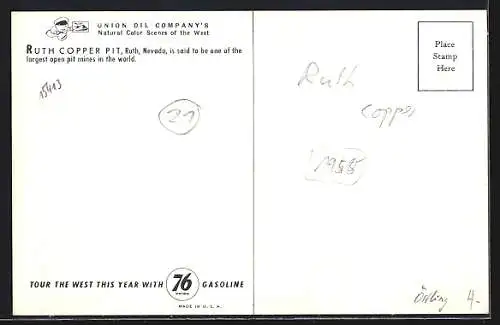 UNION OIL COMPANY'S
Natural Color Scenes of the West
RUTH COPPER PIT, Ruth, Nevada, is said to be one of the
largest open pit mines in the world.
15413
21
TOUR THE WEST THIS YEAR WITH 76 GASOLINE
MADE IN U. S. A.
Place
Stamp
Here
Ruth
Copper
1955
4.-